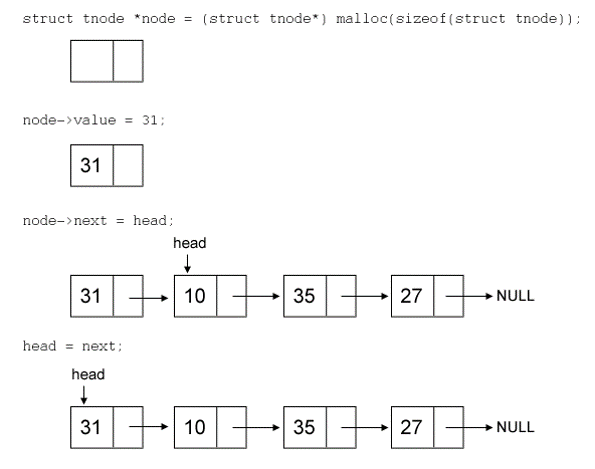 struct tnode *node = (struct tnode*) malloc(sizeof(struct tnode));
node->value = 31;
31
node->next = head;
head
31 10 35 27 NULL
head = next;
head
31 10 35 27 NULL